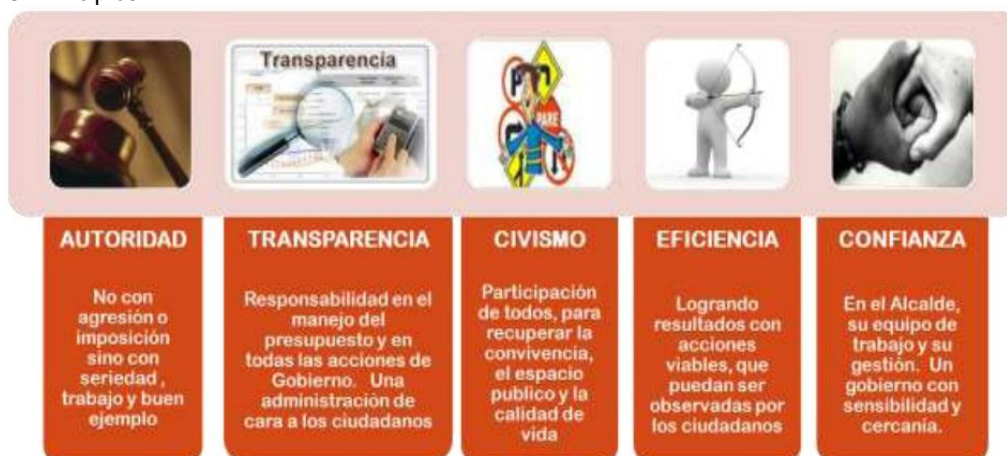 Transparencia
PARE
AUTORIDAD
No con
agresión o
imposición
sino con
seriedad ,
trabajo y buen
ejemplo
TRANSPARENCIA
Responsabilidad en el
manejo del
presupuesto y en
todas las acciones de
Gobierno. Una
administración de
cara a los ciudadanos
CIVISMO
Participación
de todos, para
recuperar la
convivencia,
el espacio
publico y la
calidad de
vida
EFICIENCIA
Logrando
resultados con
acciones
viables, que
puedan ser
observadas por
los ciudadanos
CONFIANZA
En el Alcalde,
su equipo de
trabajo y su
gestión. Un
gobierno con
sensibilidad y
cercanía.